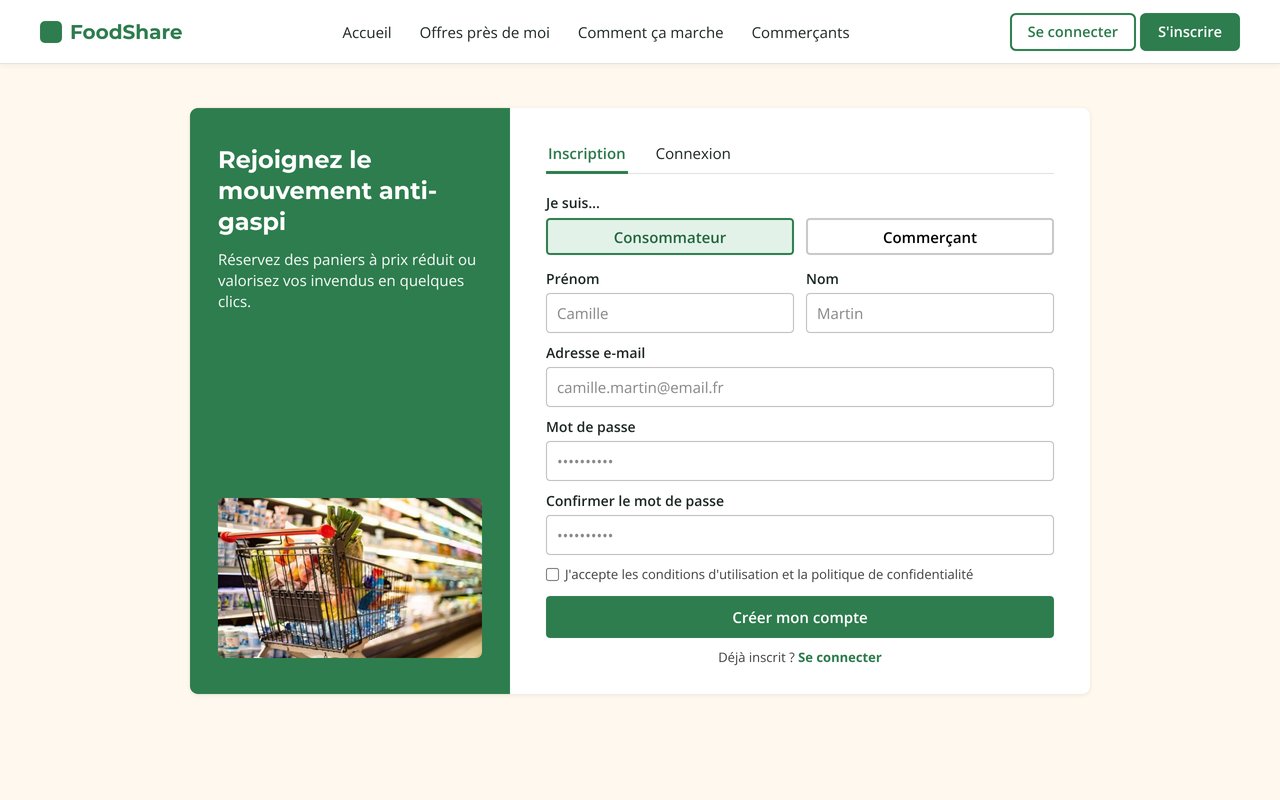 FoodShare
Accueil
Offres près de moi
Comment ça marche
Commerçants
Se connecter
S'inscrire
Rejoignez le
mouvement anti-
gaspi
Réservez des paniers à prix réduit ou
valorisez vos invendus en quelques
clics.
Inscription
Connexion
Je suis...
Consommateur
Commerçant
Prénom
Nom
Camille
Martin
Adresse e-mail
camille.martin@email.fr
Mot de passe
••••••••••
Confirmer le mot de passe
••••••••••
J'accepte les conditions d'utilisation et la politique de confidentialité
Créer mon compte
Déjà inscrit ? Se connecter